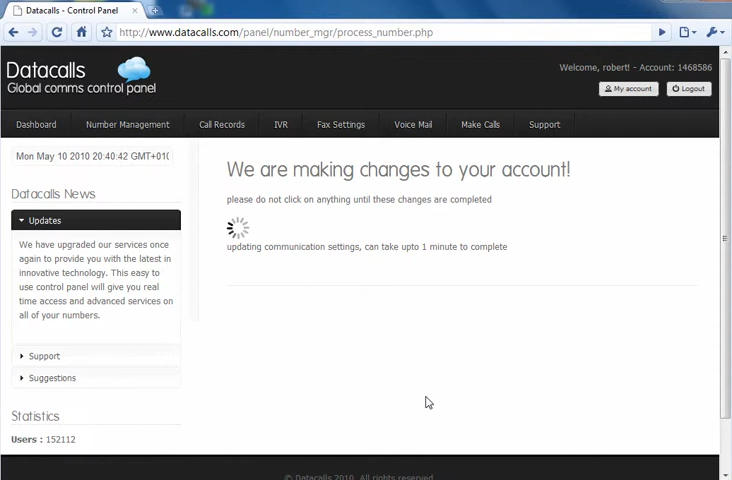 Datacalls - Control Panel
http://www.datacalls.com/panel/number_mgr/process_number.php
Datacalls
Global comms control panel
Welcome, robert! - Account: 1468586
My account
Logout
Dashboard
Number Management
Call Records
IVR
Fax Settings
Voice Mail
Make Calls
Support
Mon May 10 2010 20:40:42 GMT+010
We are making changes to your account!
please do not click on anything until these changes are completed
updating communication settings, can take upto 1 minute to complete
Datacalls News
Updates
We have upgraded our services once
again to provide you with the latest in
innovative technology. This easy to
use control panel will give you real
time access and advanced services on
all of your numbers.
Support
Suggestions
Statistics
Users : 152112
© Datacalls 2010. All rights reserved